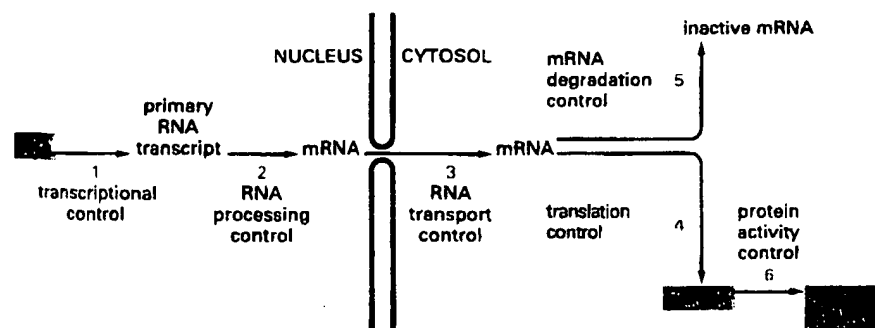 inactive mRNA
NUCLEUS
CYTOSOL
mRNA
degradation
control
5
primary
RNA
transcript
mRNA
mRNA
1
transcriptional
control
2
RNA
processing
control
3
RNA
transport
control
translation
control
4
protein
activity
control
6